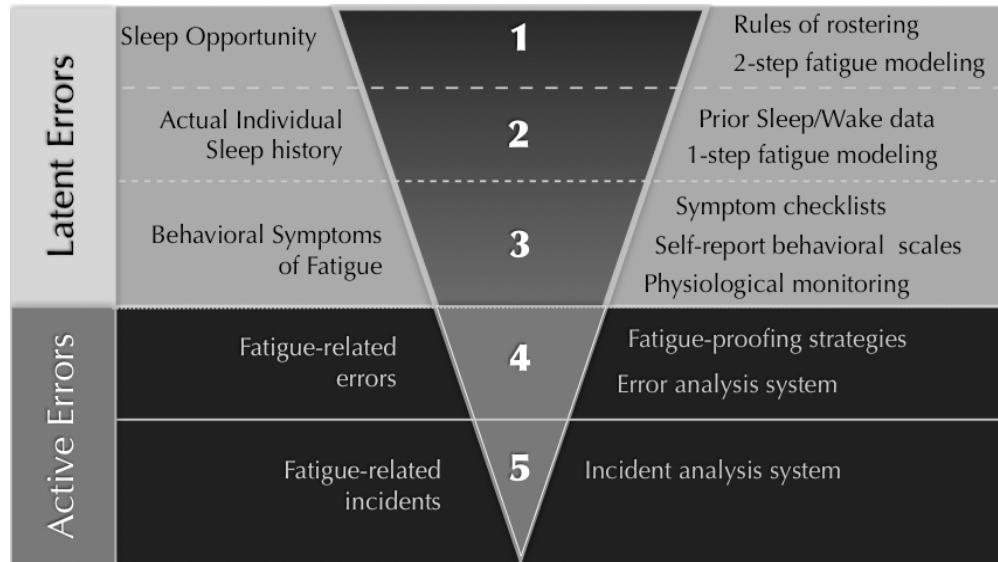 Latent Errors
Sleep Opportunity
1
Rules of rostering
2-step fatigue modeling
Actual Individual
Sleep history
2
Prior Sleep/Wake data
1-step fatigue modeling
Behavioral Symptoms
of Fatigue
3
Symptom checklists
Self-report behavioral scales
Physiological monitoring
Active Errors
Fatigue-related
errors
4
Fatigue-proofing strategies
Error analysis system
Fatigue-related
incidents
5
Incident analysis system